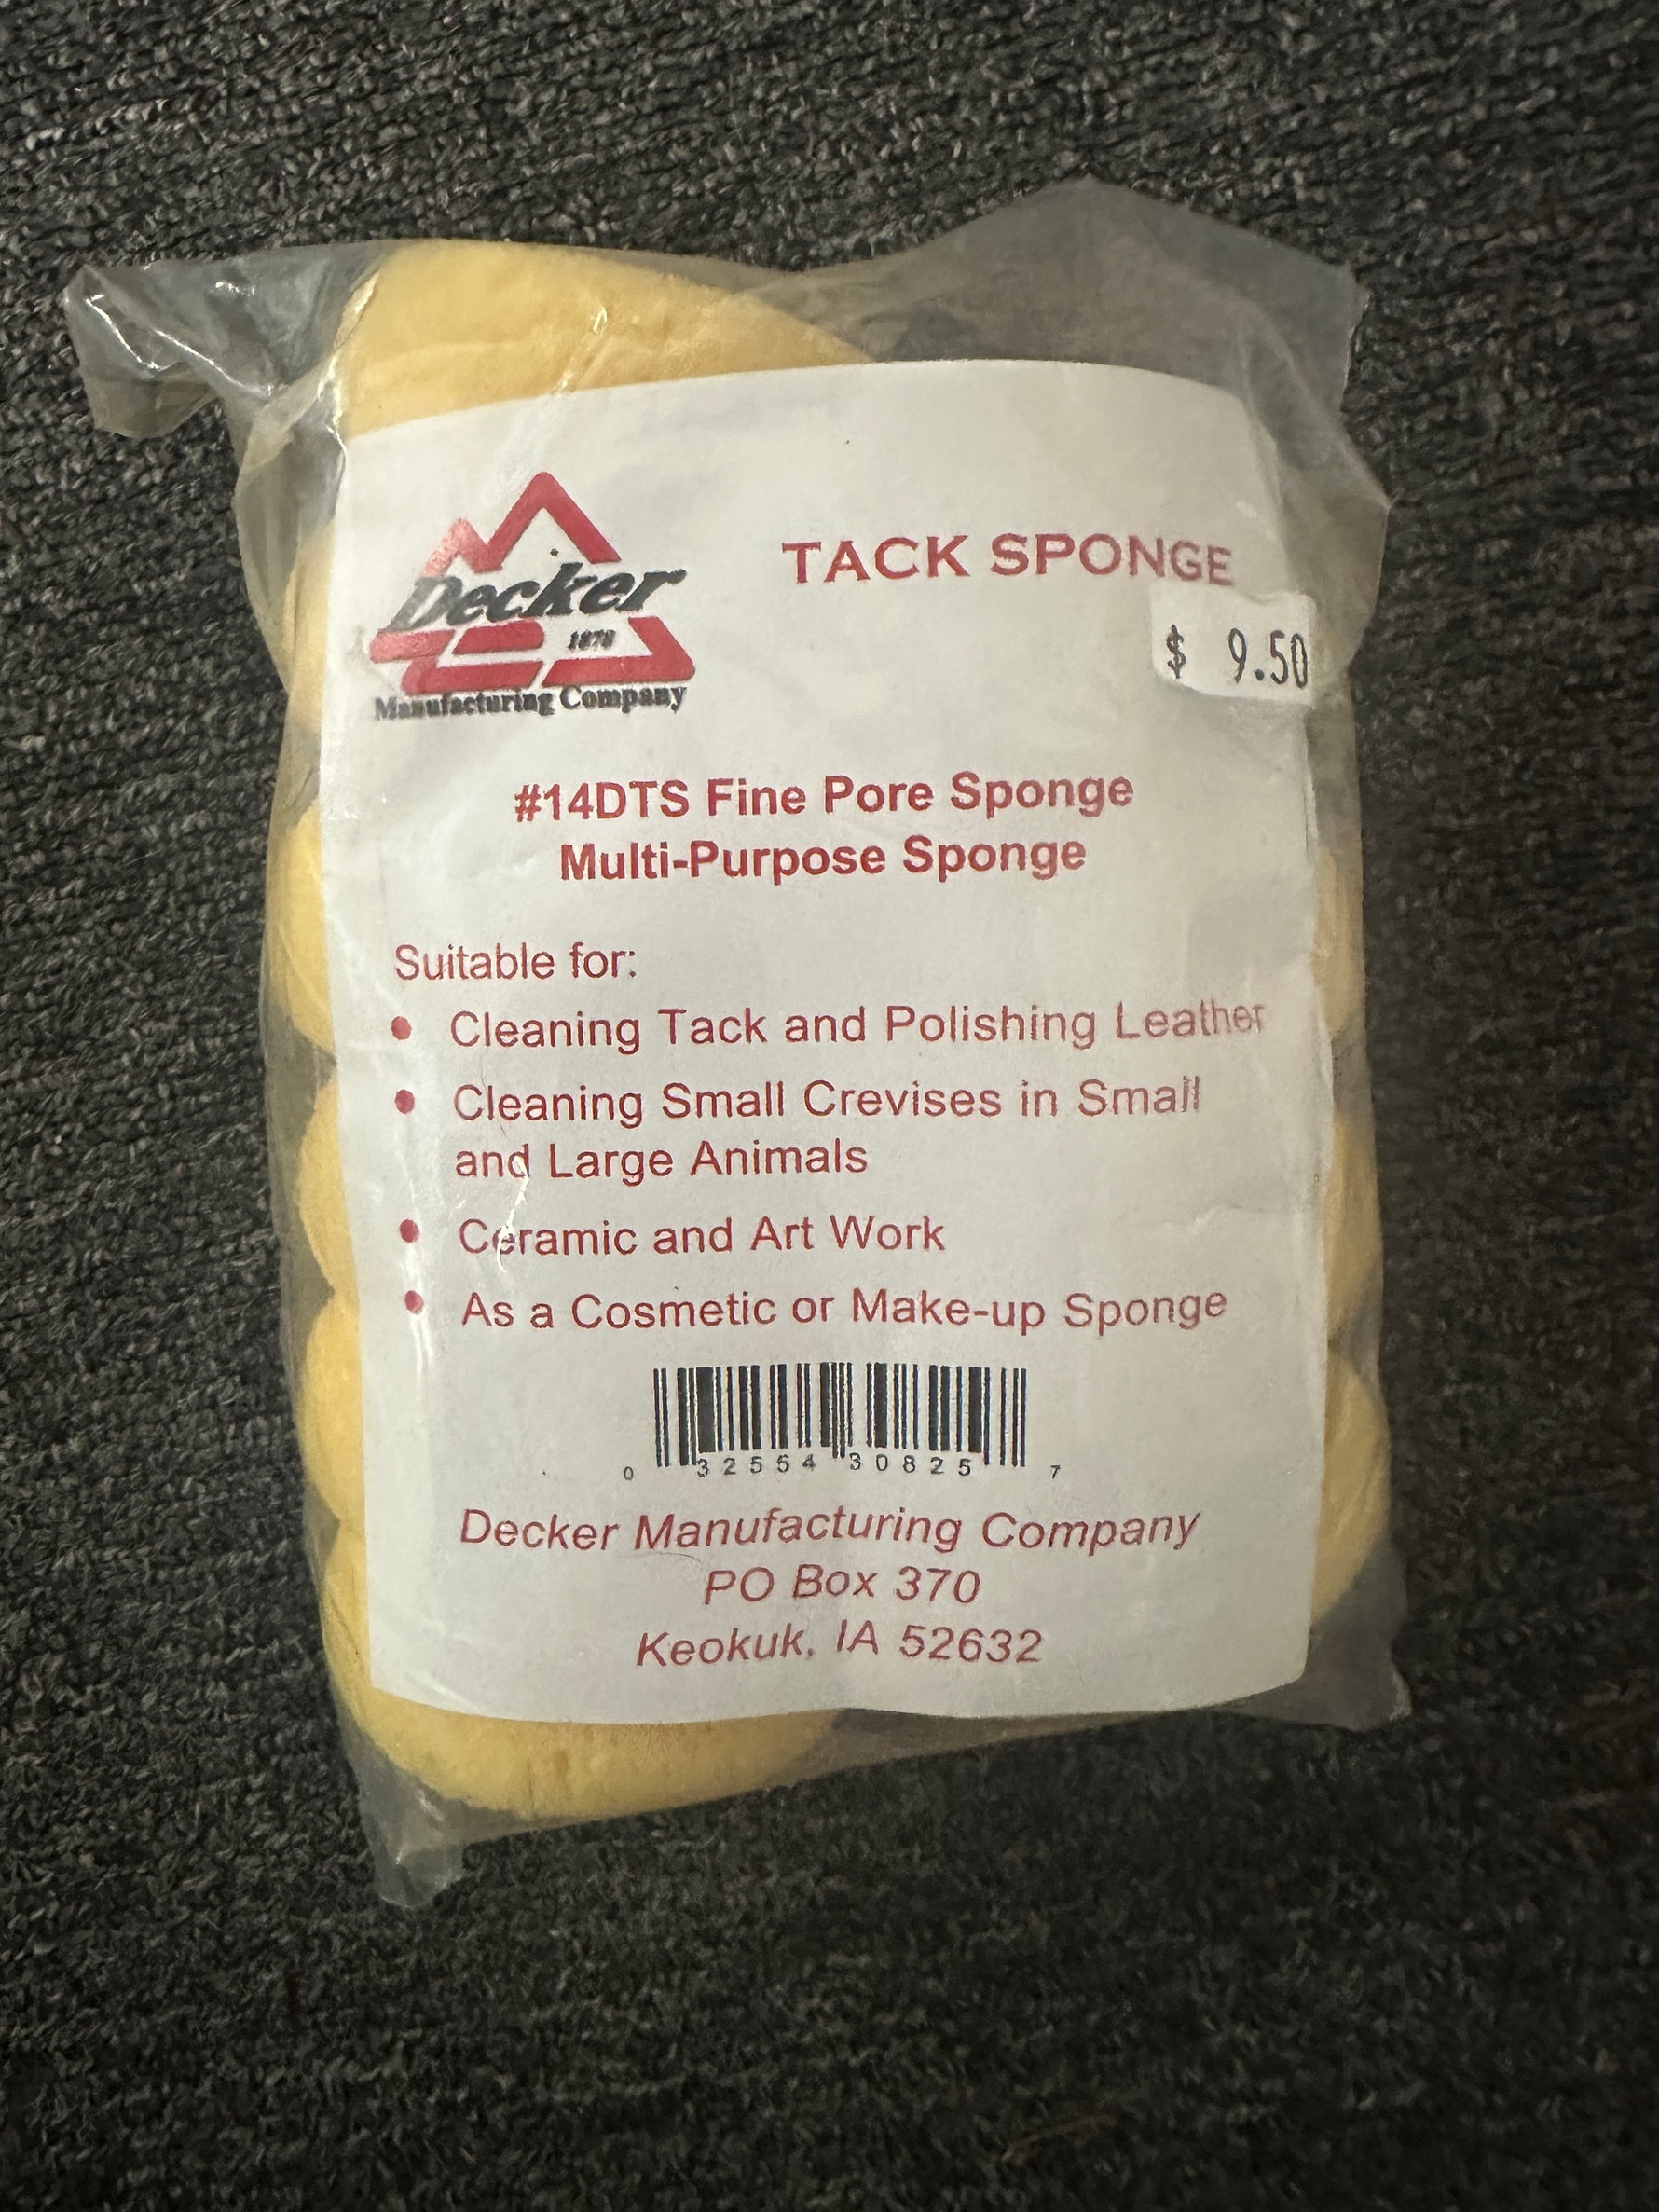 Decker
1878
Manufacturing Company
TACK SPONGE
$ 9.50
#14DTS Fine Pore Sponge
Multi-Purpose Sponge
Suitable for:
• Cleaning Tack and Polishing Leather
• Cleaning Small Crevises in Small
and Large Animals
• Ceramic and Art Work
• As a Cosmetic or Make-up Sponge
0 32554 30825 7
Decker Manufacturing Company
PO Box 370
Keokuk, IA 52632